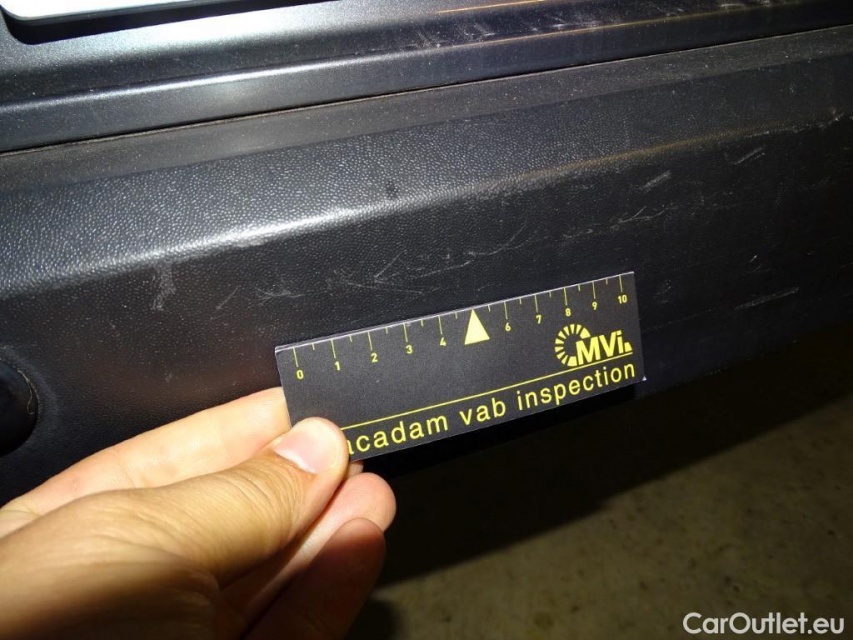 0 1 2 3 4 6 7 8 9 10
MVi
acadam vab inspection
CarOutlet.eu